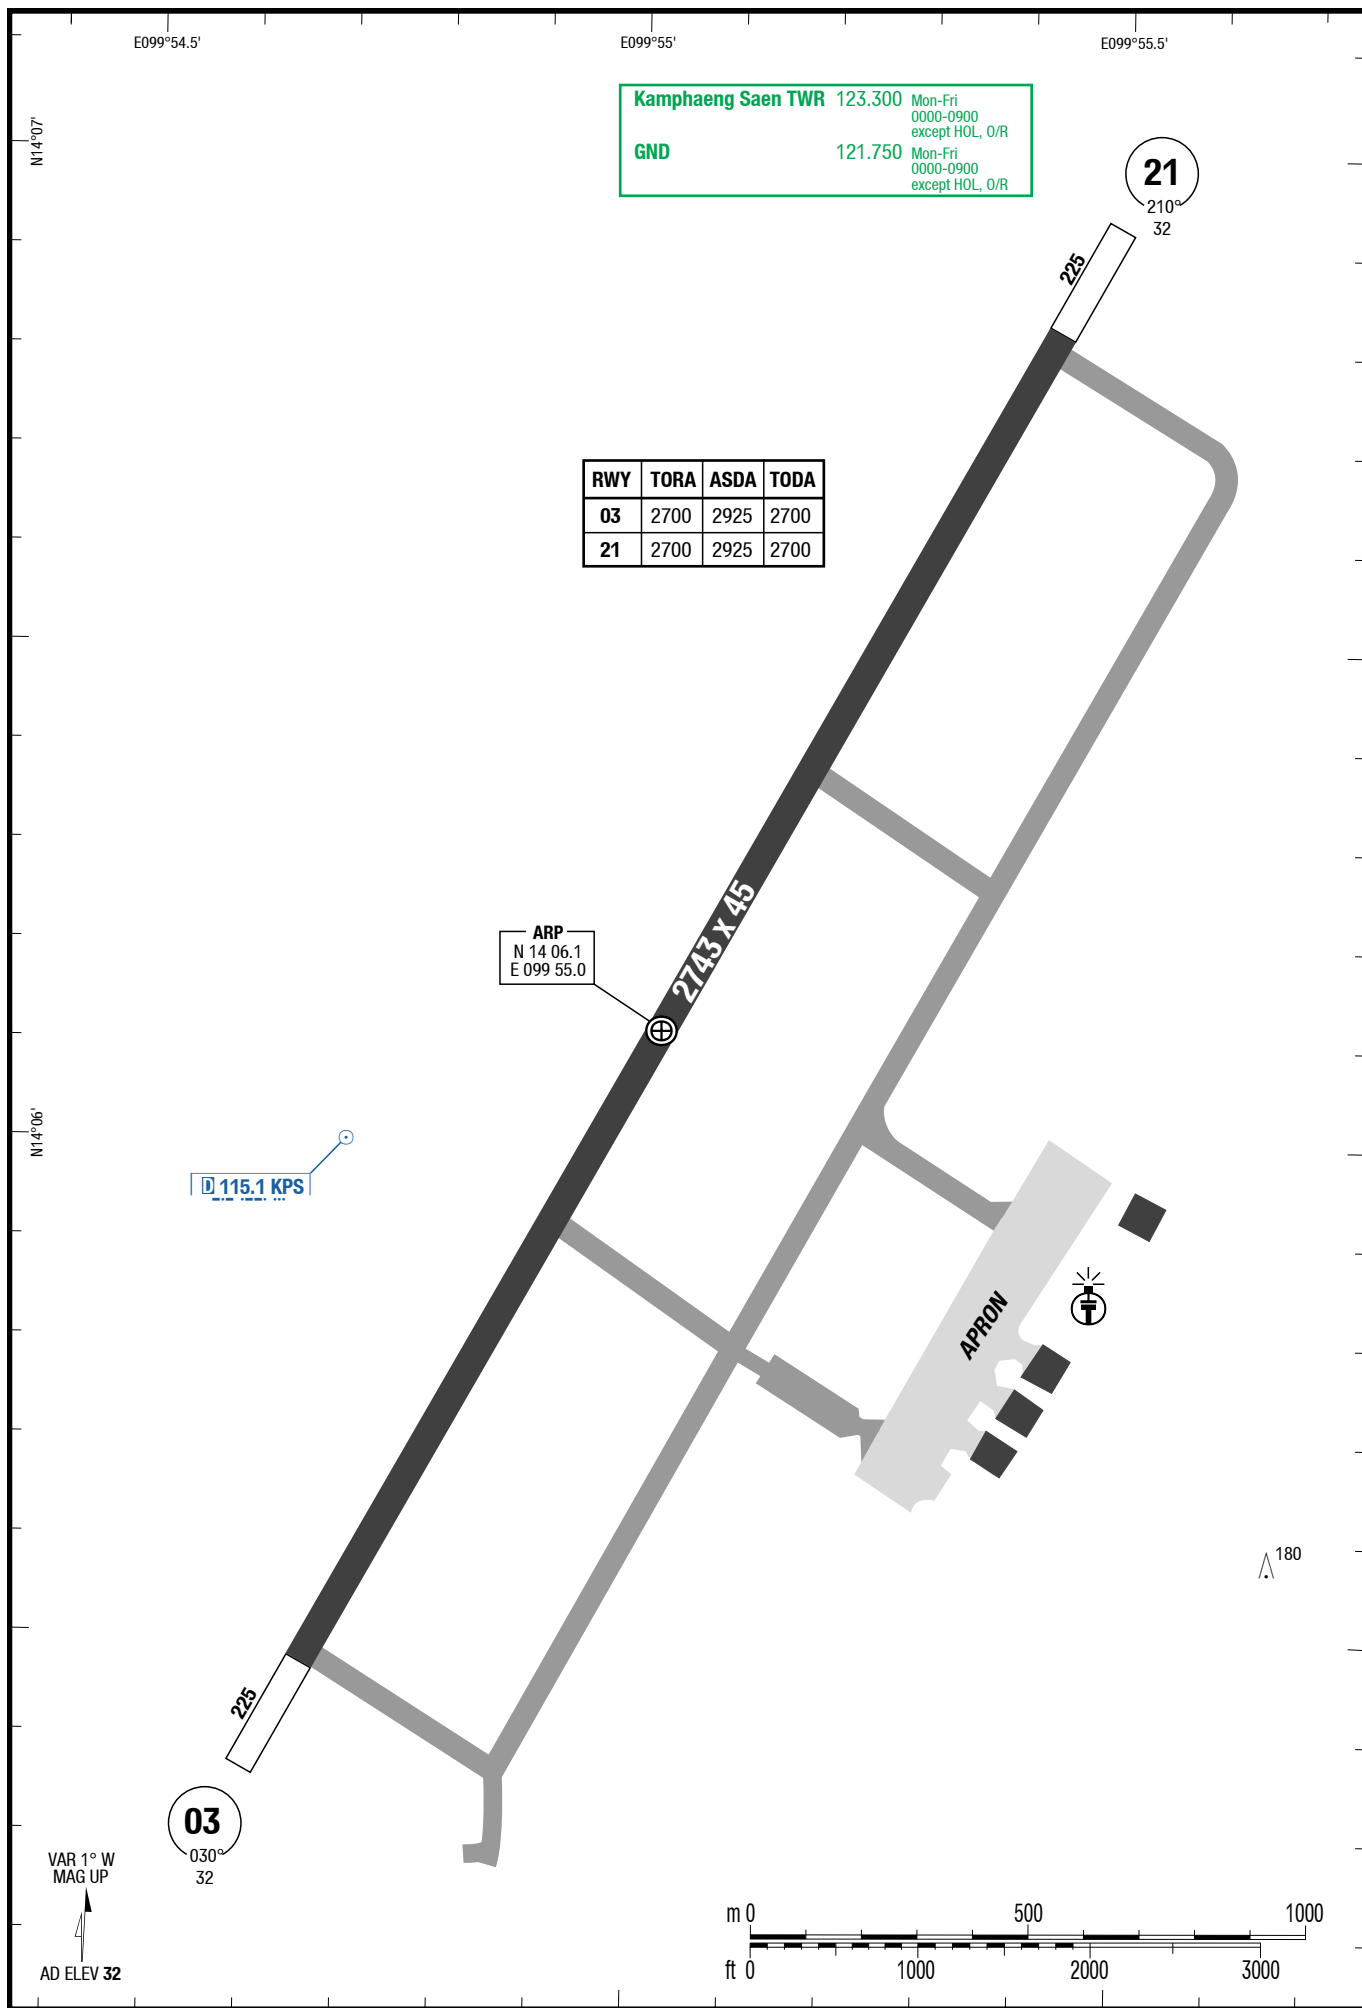 E099°54.5' E099°55' E099°55.5'
Kamphaeng Saen TWR 123.300 Mon-Fri
0000-0900
except HOL, O/R
GND 121.750 Mon-Fri
0000-0900
except HOL, O/R
N14°07'
21
210°
32
225
RWY TORA ASDA TODA
03 2700 2925 2700
21 2700 2925 2700
2743 x 45
ARP
N 14 06.1
E 099 55.0
N14°06'
D 115.1 KPS
APRON
180
225
03
030°
32
VAR 1° W
MAG UP
AD ELEV 32
m 0 500 1000
ft 0 1000 2000 3000